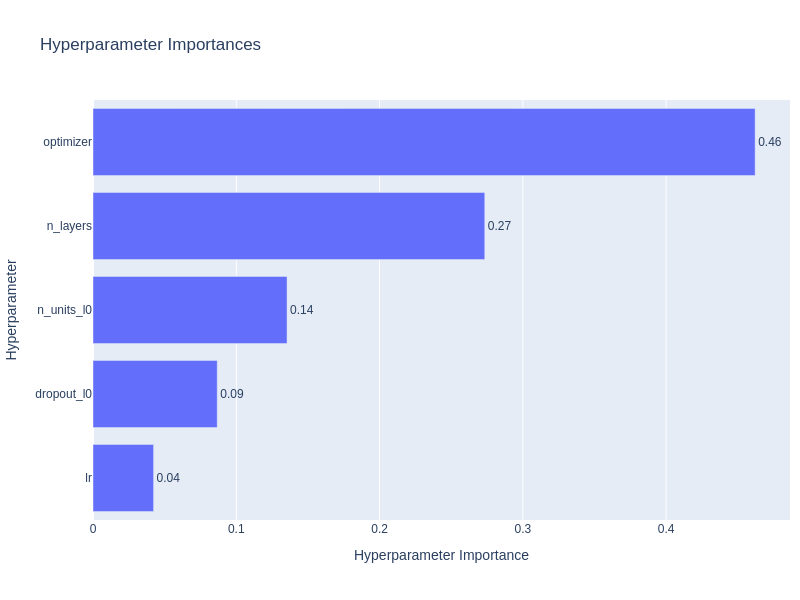 Hyperparameter Importances
Hyperparameter
optimizer
0.46
n_layers
0.27
n_units_l0
0.14
dropout_l0
0.09
lr
0.04
0
0.1
0.2
0.3
0.4
Hyperparameter Importance